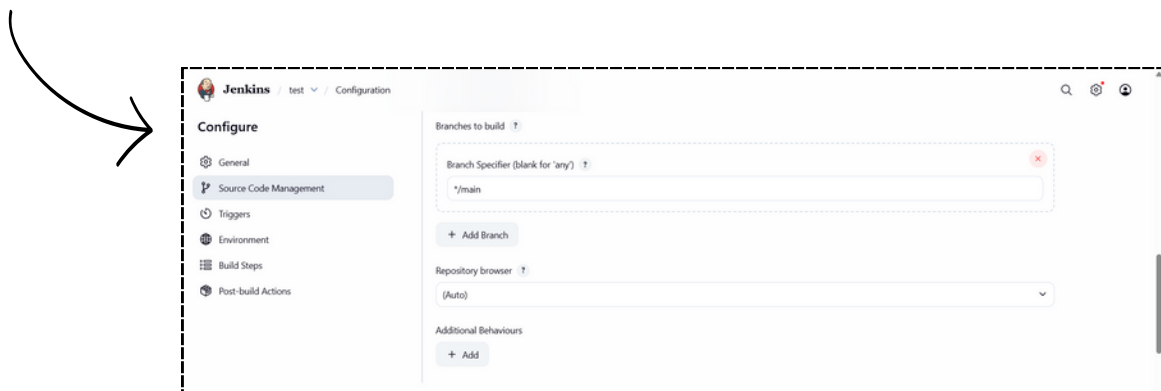 Jenkins / test / Configuration
Configure
General
Source Code Management
Triggers
Environment
Build Steps
Post-build Actions
Branches to build ?
Branch Specifier (blank for 'any') ?
*/main
+ Add Branch
Repository browser ?
(Auto)
Additional Behaviours
+ Add